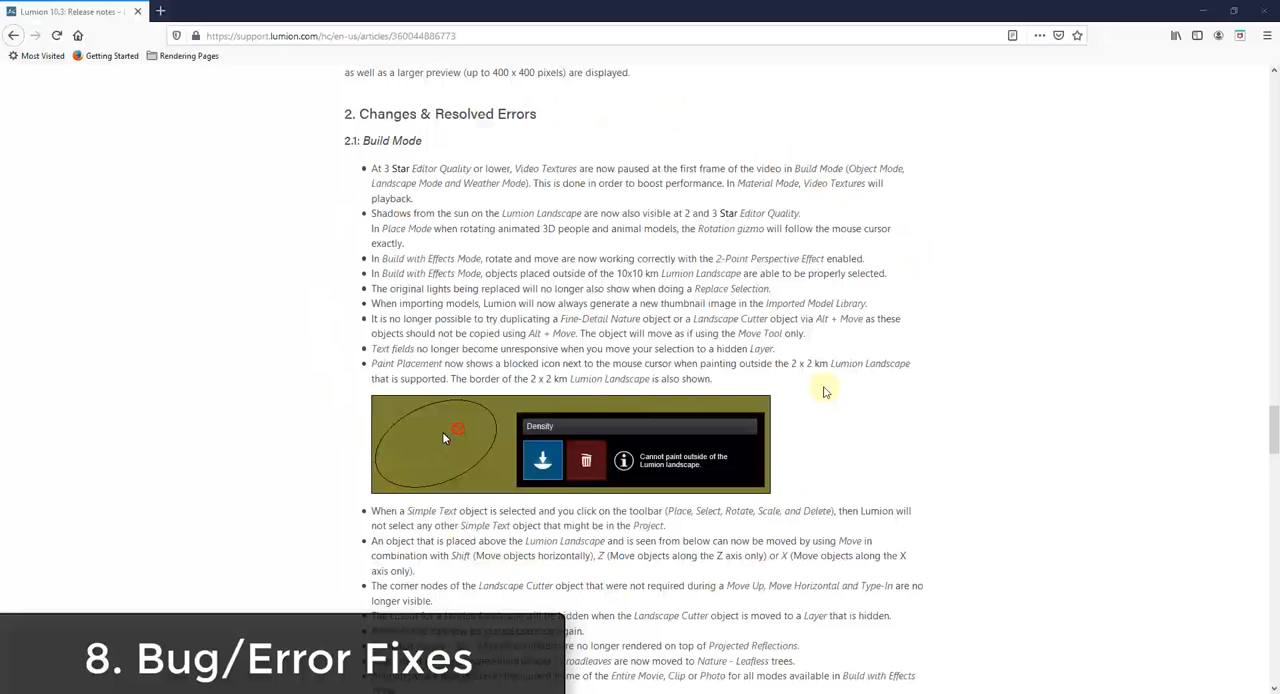 Lumion 10.3: Release notes –
https://support.lumion.com/hc/en-us/articles/360044886773
Most Visited Getting Started Rendering Pages
as well as a larger preview (up to 400 x 400 pixels) are displayed.
2. Changes & Resolved Errors
2.1: Build Mode
At 3 Star Editor Quality or lower, Video Textures are now paused at the first frame of the video in Build Mode (Object Mode,
Landscape Mode and Weather Mode). This is done in order to boost performance. In Material Mode, Video Textures will
playback.
Shadows from the sun on the Lumion Landscape are now also visible at 2 and 3 Star Editor Quality.
In Place Mode when rotating animated 3D people and animal models, the Rotation gizmo will follow the mouse cursor
exactly.
In Build with Effects Mode, rotate and move are now working correctly with the 2-Point Perspective Effect enabled.
In Build with Effects Mode, objects placed outside of the 10x10 km Lumion Landscape are able to be properly selected.
The original lights being replaced will no longer also show when doing a Replace Selection.
When importing models, Lumion will now always generate a new thumbnail image in the Imported Model Library.
It is no longer possible to try duplicating a Fine-Detail Nature object or a Landscape Cutter object via Alt + Move as these
objects should not be copied using Alt + Move. The object will move as if using the Move Tool only.
Text fields no longer become unresponsive when you move your selection to a hidden Layer.
Paint Placement now shows a blocked icon next to the mouse cursor when painting outside the 2 x 2 km Lumion Landscape
that is supported. The border of the 2 x 2 km Lumion Landscape is also shown.
Density
Cannot paint outside of the
Lumion landscape.
When a Simple Text object is selected and you click on the toolbar (Place, Select, Rotate, Scale, and Delete), then Lumion will
not select any other Simple Text object that might be in the Project.
An object that is placed above the Lumion Landscape and is seen from below can now be moved by using Move in
combination with Shift (Move objects horizontally), Z (Move objects along the Z axis only) or X (Move objects along the X
axis only).
The corner nodes of the Landscape Cutter object that were not required during a Move Up, Move Horizontal and Type-In are no
longer visible.
hidden when the Landscape Cutter object is moved to a Layer that is hidden.
again.
are no longer rendered on top of Projected Reflections.
are now moved to Nature - Leafless trees.
name of the Entire Movie, Clip or Photo for all modes available in Build with Effects
8. Bug/Error Fixes